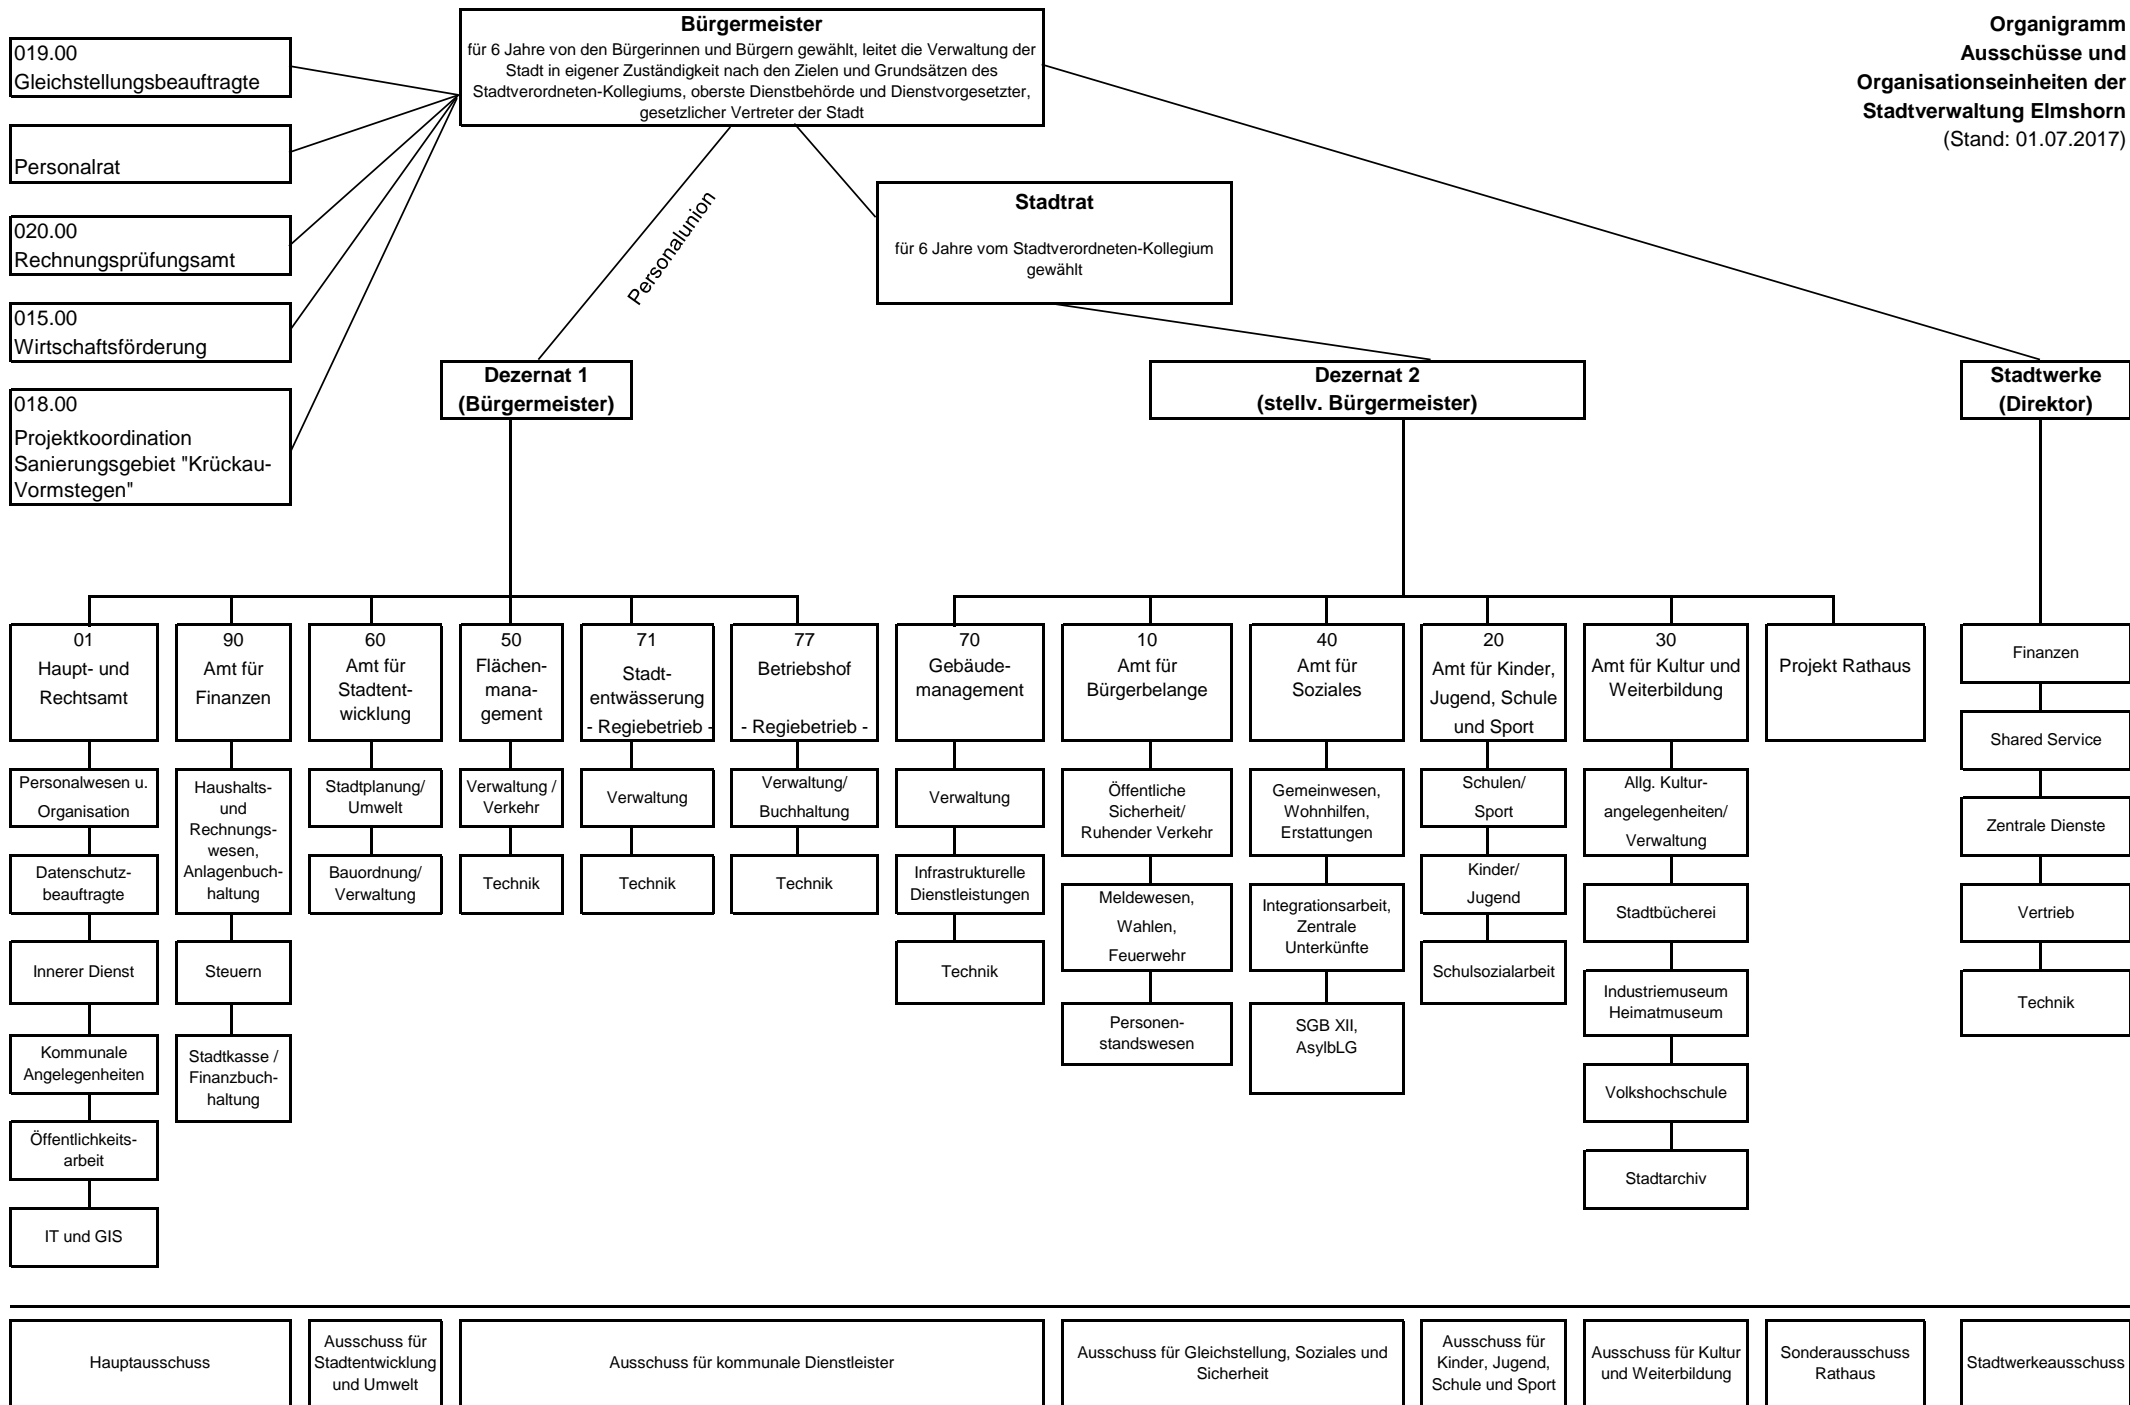 Bürgermeister
für 6 Jahre von den Bürgerinnen und Bürgern gewählt, leitet die Verwaltung der
Stadt in eigener Zuständigkeit nach den Zielen und Grundsätzen des
Stadtverordneten-Kollegiums, oberste Dienstbehörde und Dienstvorgesetzter,
gesetzlicher Vertreter der Stadt
Organigramm
Ausschüsse und
Organisationseinheiten der
Stadtverwaltung Elmshorn
(Stand: 01.07.2017)
019.00
Gleichstellungsbeauftragte
Personalrat
020.00
Rechnungsprüfungsamt
015.00
Wirtschaftsförderung
018.00
Projektkoordination
Sanierungsgebiet "Krückau-
Vormstegen"
Personalunion
Stadtrat
für 6 Jahre vom Stadtverordneten-Kollegium
gewählt
Dezernat 1
(Bürgermeister)
Dezernat 2
(stellv. Bürgermeister)
Stadtwerke
(Direktor)
01
Haupt- und
Rechtsamt
Personalwesen u.
Organisation
Datenschutz-
beauftragte
Innerer Dienst
Kommunale
Angelegenheiten
Öffentlichkeits-
arbeit
IT und GIS
90
Amt für
Finanzen
Haushalts-
und
Rechnungs-
wesen,
Anlagenbuch-
haltung
Steuern
Stadtkasse /
Finanzbuch-
haltung
60
Amt für
Stadtent-
wicklung
Stadtplanung/
Umwelt
Bauordnung/
Verwaltung
50
Flächen-
mana-
gement
Verwaltung /
Verkehr
Technik
71
Stadt-
entwässerung
- Regiebetrieb -
Verwaltung
Technik
77
Betriebshof
- Regiebetrieb -
Verwaltung/
Buchhaltung
Technik
70
Gebäude-
management
Verwaltung
Infrastrukturelle
Dienstleistungen
Technik
10
Amt für
Bürgerbelange
Öffentliche
Sicherheit/
Ruhender Verkehr
Meldewesen,
Wahlen,
Feuerwehr
Personen-
standswesen
40
Amt für
Soziales
Gemeinwesen,
Wohnhilfen,
Erstattungen
Integrationsarbeit,
Zentrale
Unterkünfte
SGB XII,
AsylbLG
20
Amt für Kinder,
Jugend, Schule
und Sport
Schulen/
Sport
Kinder/
Jugend
Schulsozialarbeit
30
Amt für Kultur und
Weiterbildung
Allg. Kultur-
angelegenheiten/
Verwaltung
Stadtbücherei
Industriemuseum
Heimatmuseum
Volkshochschule
Stadtarchiv
Projekt Rathaus
Finanzen
Shared Service
Zentrale Dienste
Vertrieb
Technik
Hauptausschuss
Ausschuss für
Stadtentwicklung
und Umwelt
Ausschuss für kommunale Dienstleister
Ausschuss für Gleichstellung, Soziales und
Sicherheit
Ausschuss für
Kinder, Jugend,
Schule und Sport
Ausschuss für Kultur
und Weiterbildung
Sonderausschuss
Rathaus
Stadtwerkeausschuss